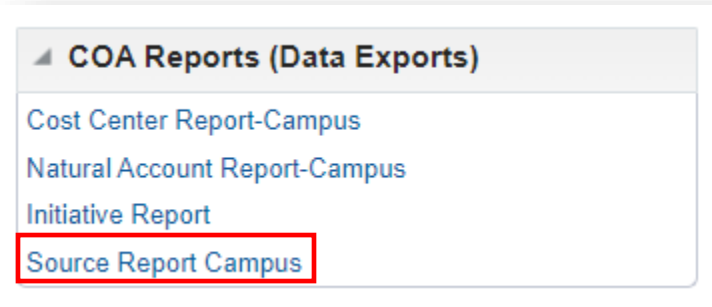 COA Reports (Data Exports)
Cost Center Report-Campus
Natural Account Report-Campus
Initiative Report
Source Report Campus